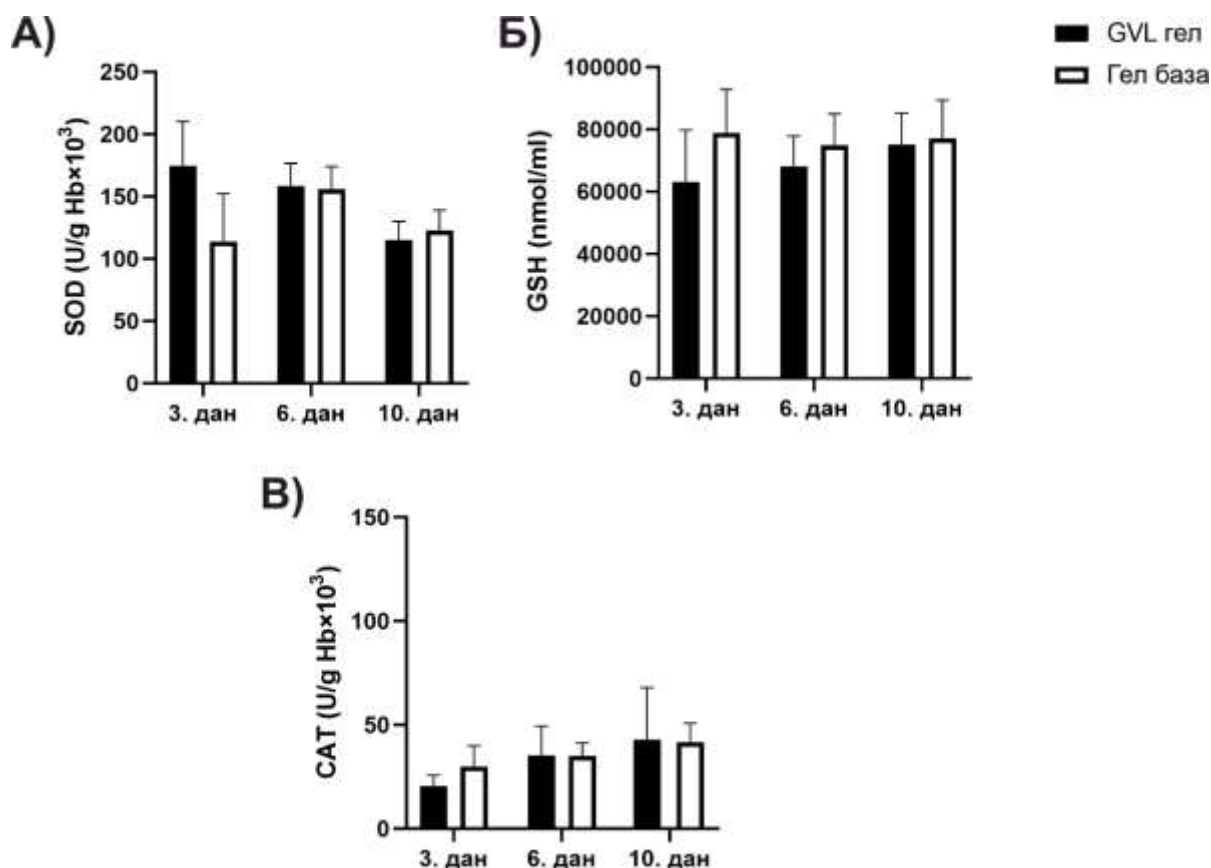 А)
Б)
GVL гел
Гел база
SOD (U/g Hb×10³)
250
200
150
100
50
0
3. дан 6. дан 10. дан
GSH (nmol/ml)
100000
80000
60000
40000
20000
0
3. дан 6. дан 10. дан
В)
CAT (U/g Hb×10³)
150
100
50
0
3. дан 6. дан 10. дан